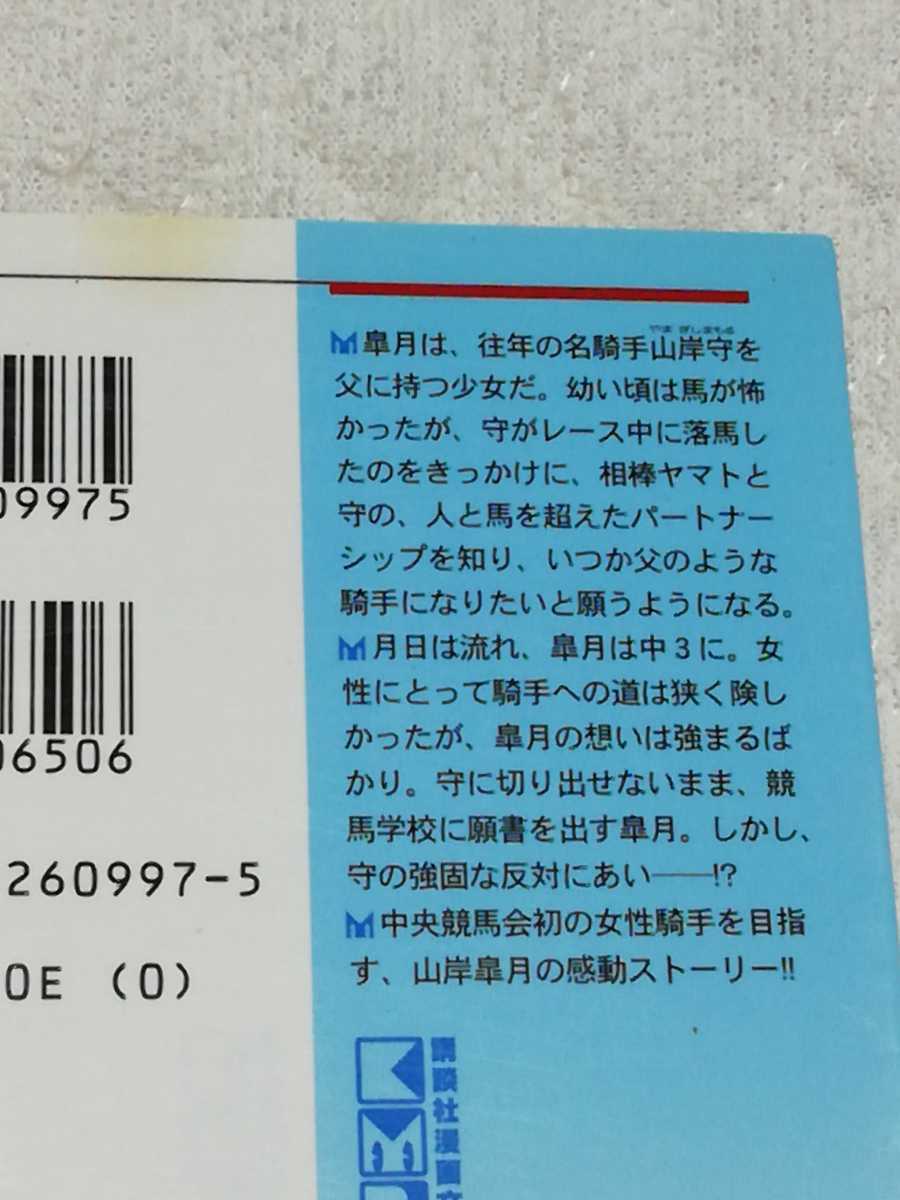 09975
06506
260997-5
0E (0)
やま ぎしまもる
皐月は、往年の名騎手山岸守を
父に持つ少女だ。幼い頃は馬が怖
かったが、守がレース中に落馬し
たのをきっかけに、相棒ヤマトと
守の、人と馬を超えたパートナー
シップを知り、いつか父のような
騎手になりたいと願うようになる。
月日は流れ、皐月は中3に。女
性にとって騎手への道は狭く険し
かったが、皐月の想いは強まるば
かり。守に切り出せないまま、競
馬学校に願書を出す皐月。しかし、
守の強固な反対にあい――!?
中央競馬会初の女性騎手を目指
す、山岸皐月の感動ストーリー!!
講談社漫画文